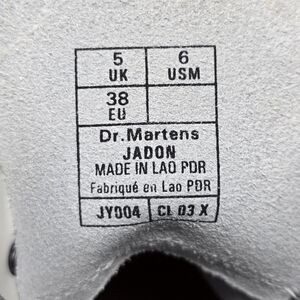 5 6
UK USM
38
EU
Dr.Martens
JADON
MADE IN LAO PDR
Fabriqué en Lao PDR
JY004 CL 03 X